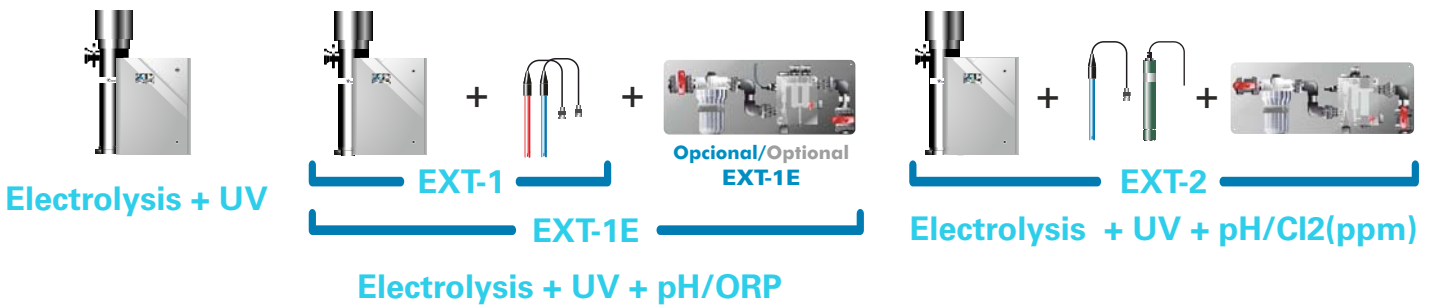 Electrolysis + UV
+
+
Opcional/Optional
EXT-1E
EXT-1
EXT-1E
Electrolysis + UV + pH/ORP
+
+
EXT-2
Electrolysis + UV + pH/Cl2(ppm)